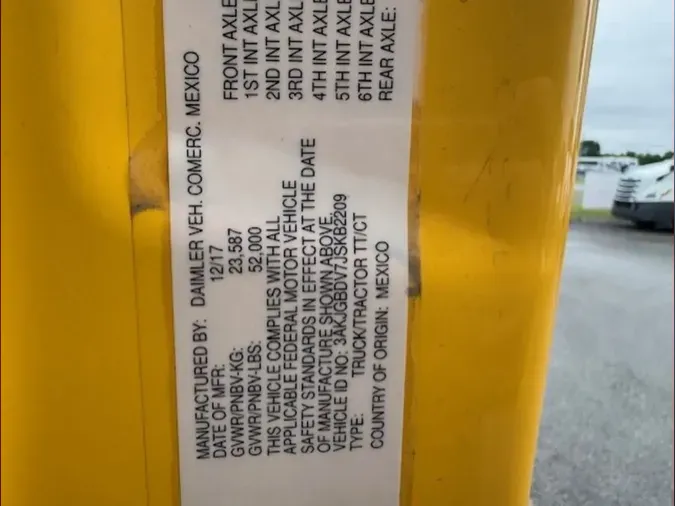 MANUFACTURED BY: DAIMLER VEH. COMERC. MEXICO
DATE OF MFR: 12/17
GVWR/PNBV-KG: 23,587
GVWR/PNBV-LBS: 52,000
THIS VEHICLE COMPLIES WITH ALL
APPLICABLE FEDERAL MOTOR VEHICLE
SAFETY STANDARDS IN EFFECT AT THE DATE
OF MANUFACTURE SHOWN ABOVE.
VEHICLE ID NO: 3AKJGBDV7JSKB2209
TYPE: TRUCK/TRACTOR TT/CT
COUNTRY OF ORIGIN: MEXICO
FRONT AXLE
1ST INT AXLE
2ND INT AXL
3RD INT AXL
4TH INT AXLE
5TH INT AXLE
6TH INT AXLE
REAR AXLE: